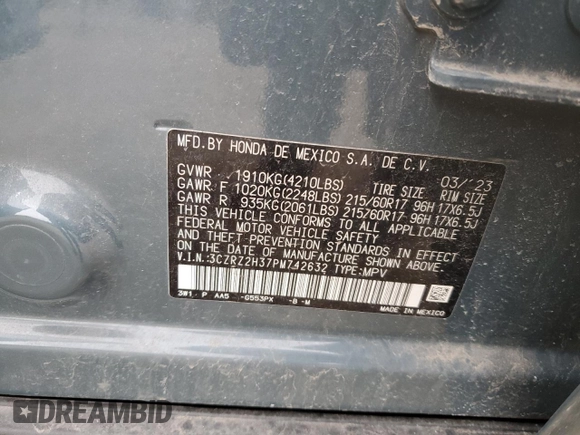 MFD.BY HONDA DE MEXICO S.A. DE C.V.
03/'23
GVWR 1910KG(4210LBS) TIRE SIZE RIM SIZE
GAWR F 1020KG(2248LBS) 215/60R17 96H 17X6.5J
GAWR R 935KG(2061LBS) 215/60R17 96H 17X6.5J
THIS VEHICLE CONFORMS TO ALL APPLICABLE
FEDERAL MOTOR VEHICLE SAFETY
AND THEFT PREVENTION STANDARDS IN EFFECT
ON THE DATE OF MANUFACTURE SHOWN ABOVE.
V.I.N.:3CZRZ2H37PM742632 TYPE:MPV
3W1 P AA5 -G553PX -B -M
MADE IN MEXICO
DREAMBID